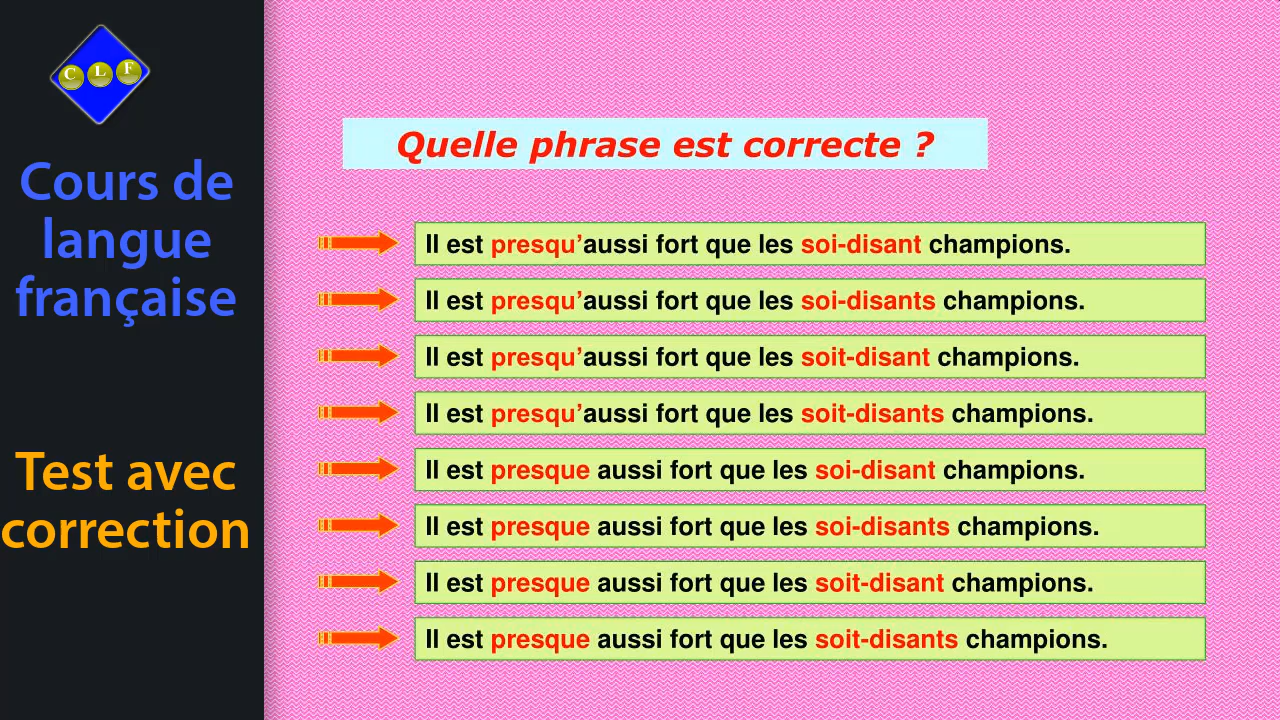 C L F
Cours de
langue
française
Test avec
correction
Quelle phrase est correcte ?
Il est presqu’aussi fort que les soi-disant champions.
Il est presqu’aussi fort que les soi-disants champions.
Il est presqu’aussi fort que les soit-disant champions.
Il est presqu’aussi fort que les soit-disants champions.
Il est presque aussi fort que les soi-disant champions.
Il est presque aussi fort que les soi-disants champions.
Il est presque aussi fort que les soit-disant champions.
Il est presque aussi fort que les soit-disants champions.